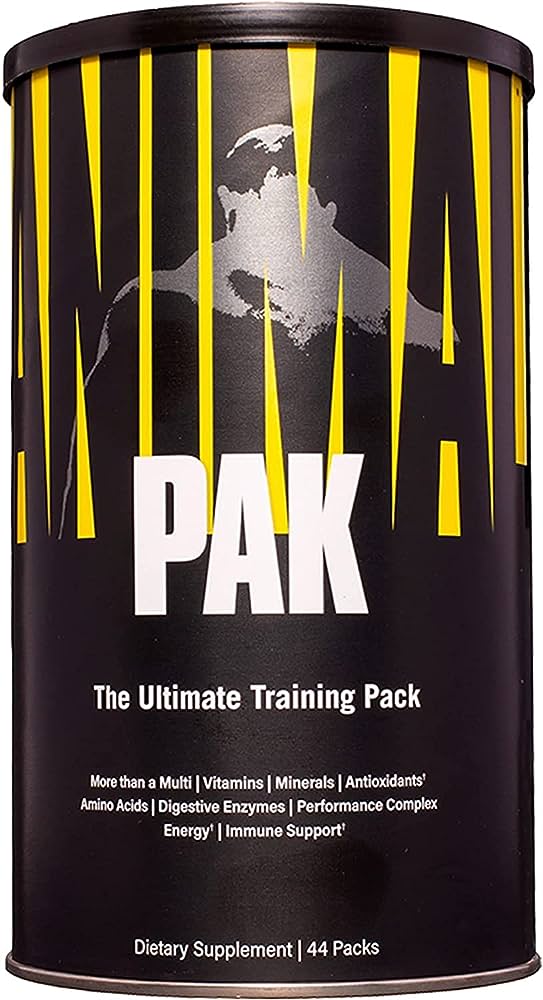 ANIMAL
PAK
The Ultimate Training Pack
More than a Multi | Vitamins | Minerals | Antioxidants†
Amino Acids | Digestive Enzymes | Performance Complex
Energy† | Immune Support†
Dietary Supplement | 44 Packs